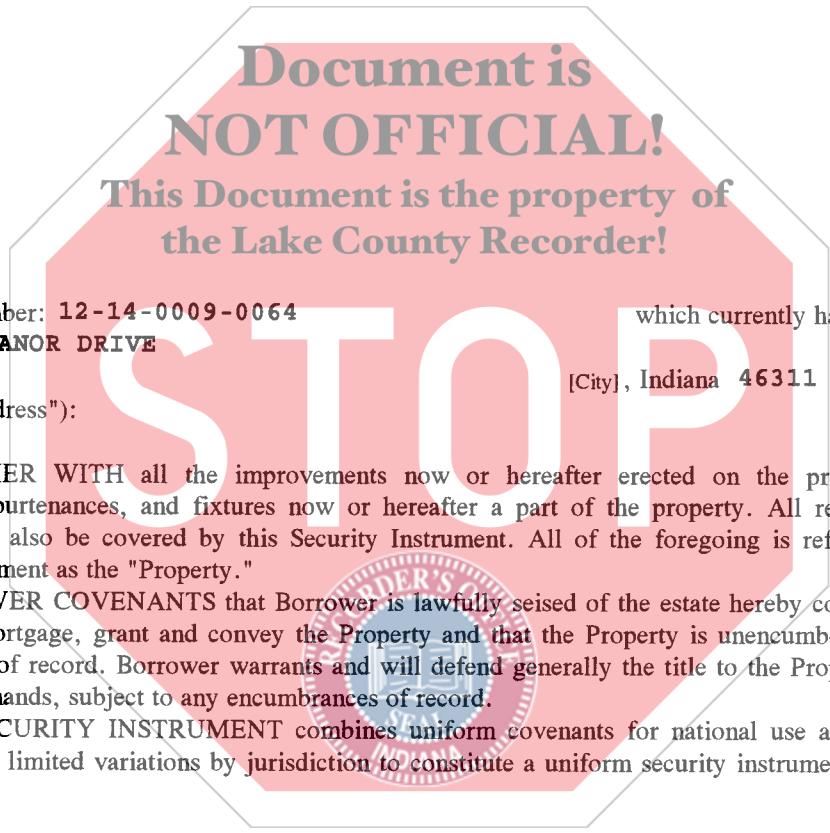 Document is
NOT OFFICIAL!
This Document is the property of
the Lake County Recorder!
ber: 12-14-0009-0064 which currently ha
ANOR DRIVE
[City], Indiana 46311
dress"):
STOP
ER WITH all the improvements now or hereafter erected on the pr
purtenances, and fixtures now or hereafter a part of the property. All re
also be covered by this Security Instrument. All of the foregoing is ref
ment as the "Property."
VER COVENANTS that Borrower is lawfully seised of the estate hereby co
ortgage, grant and convey the Property and that the Property is unencumb
of record. Borrower warrants and will defend generally the title to the Prop
ands, subject to any encumbrances of record.
CURITY INSTRUMENT combines uniform covenants for national use a
limited variations by jurisdiction to constitute a uniform security instrume
RECORDER'S OFFICE
SEAL
INDIANA